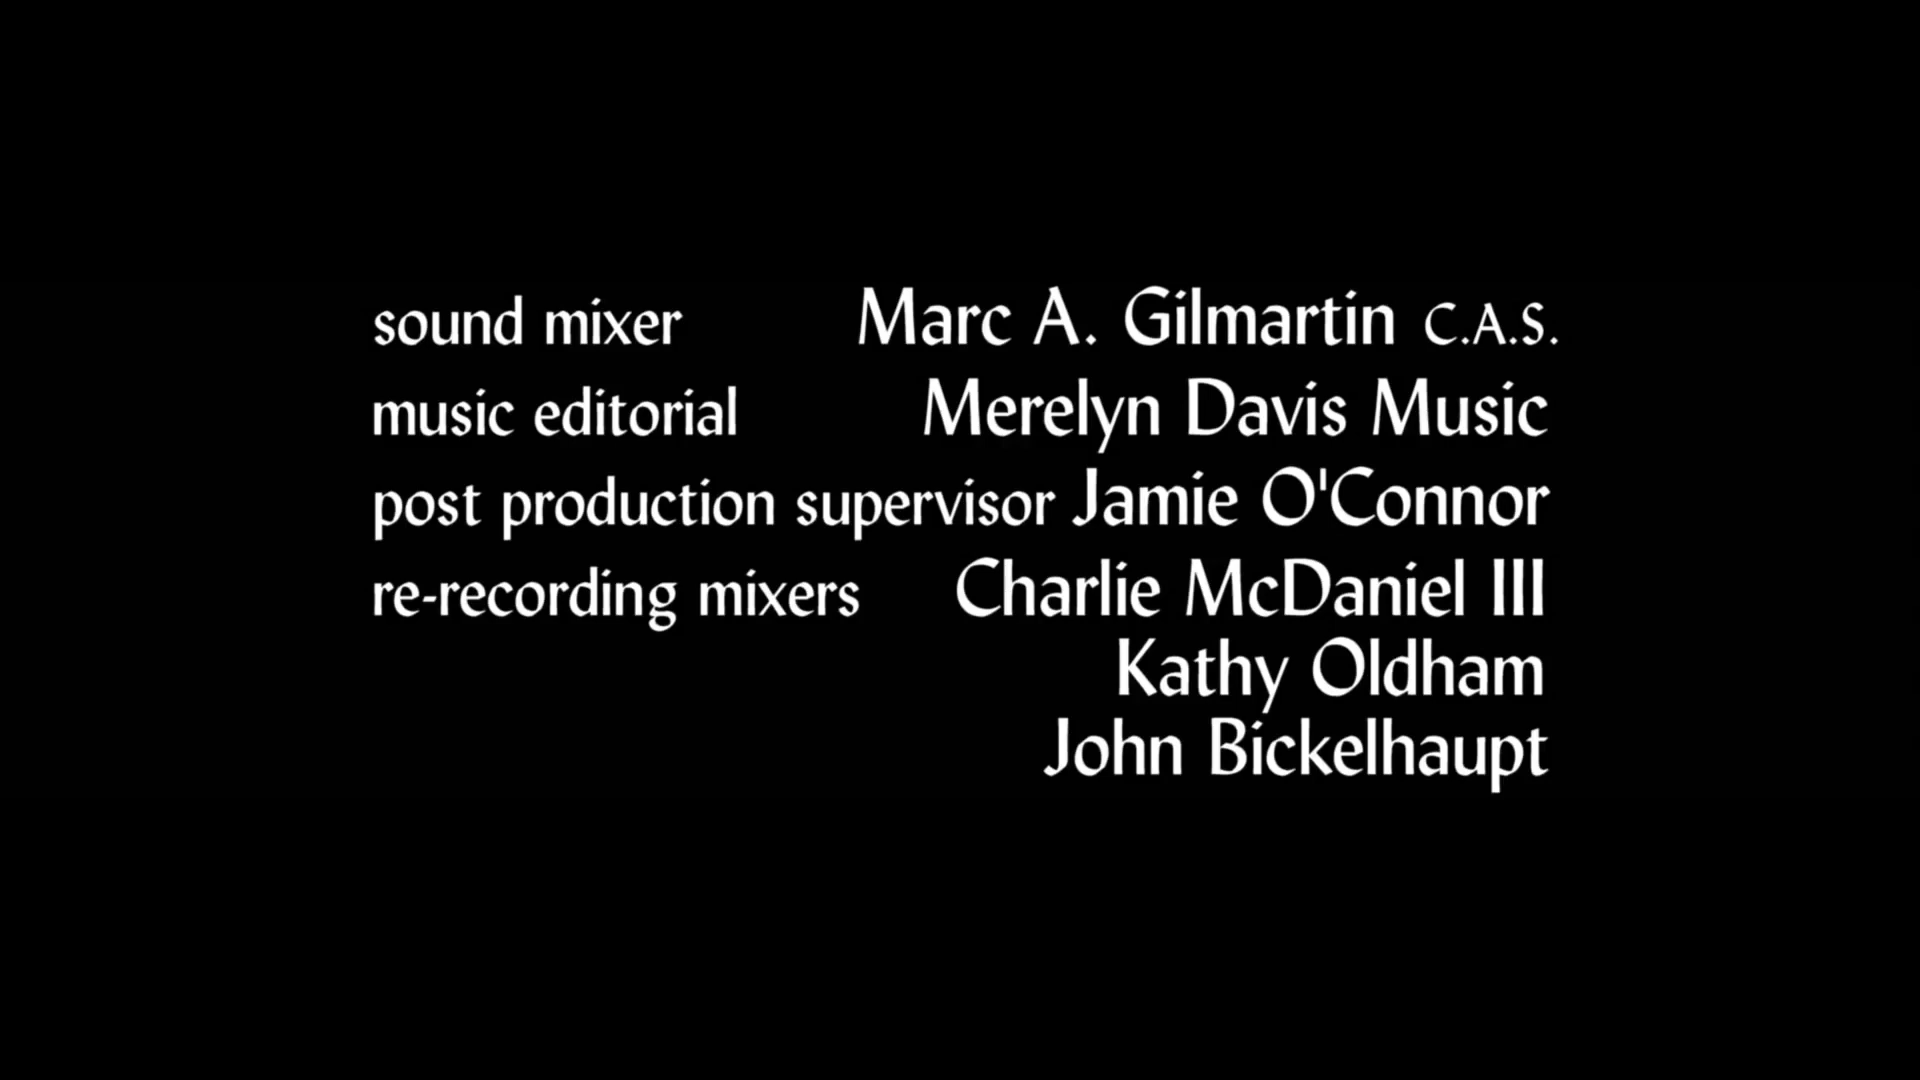 sound mixer Marc A. Gilmartin C.A.S.
music editorial Merelyn Davis Music
post production supervisor Jamie O'Connor
re-recording mixers Charlie McDaniel III
Kathy Oldham
John Bickelhaupt